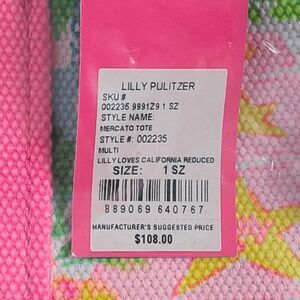 LILLY PULITZER
SKU #
002235 9991Z9 1 SZ
STYLE NAME:
MERCATO TOTE
STYLE #: 002235
MULTI
LILLY LOVES CALIFORNIA REDUCED
SIZE: 1 SZ
889069 640767
MANUFACTURER'S SUGGESTED PRICE
$108.00